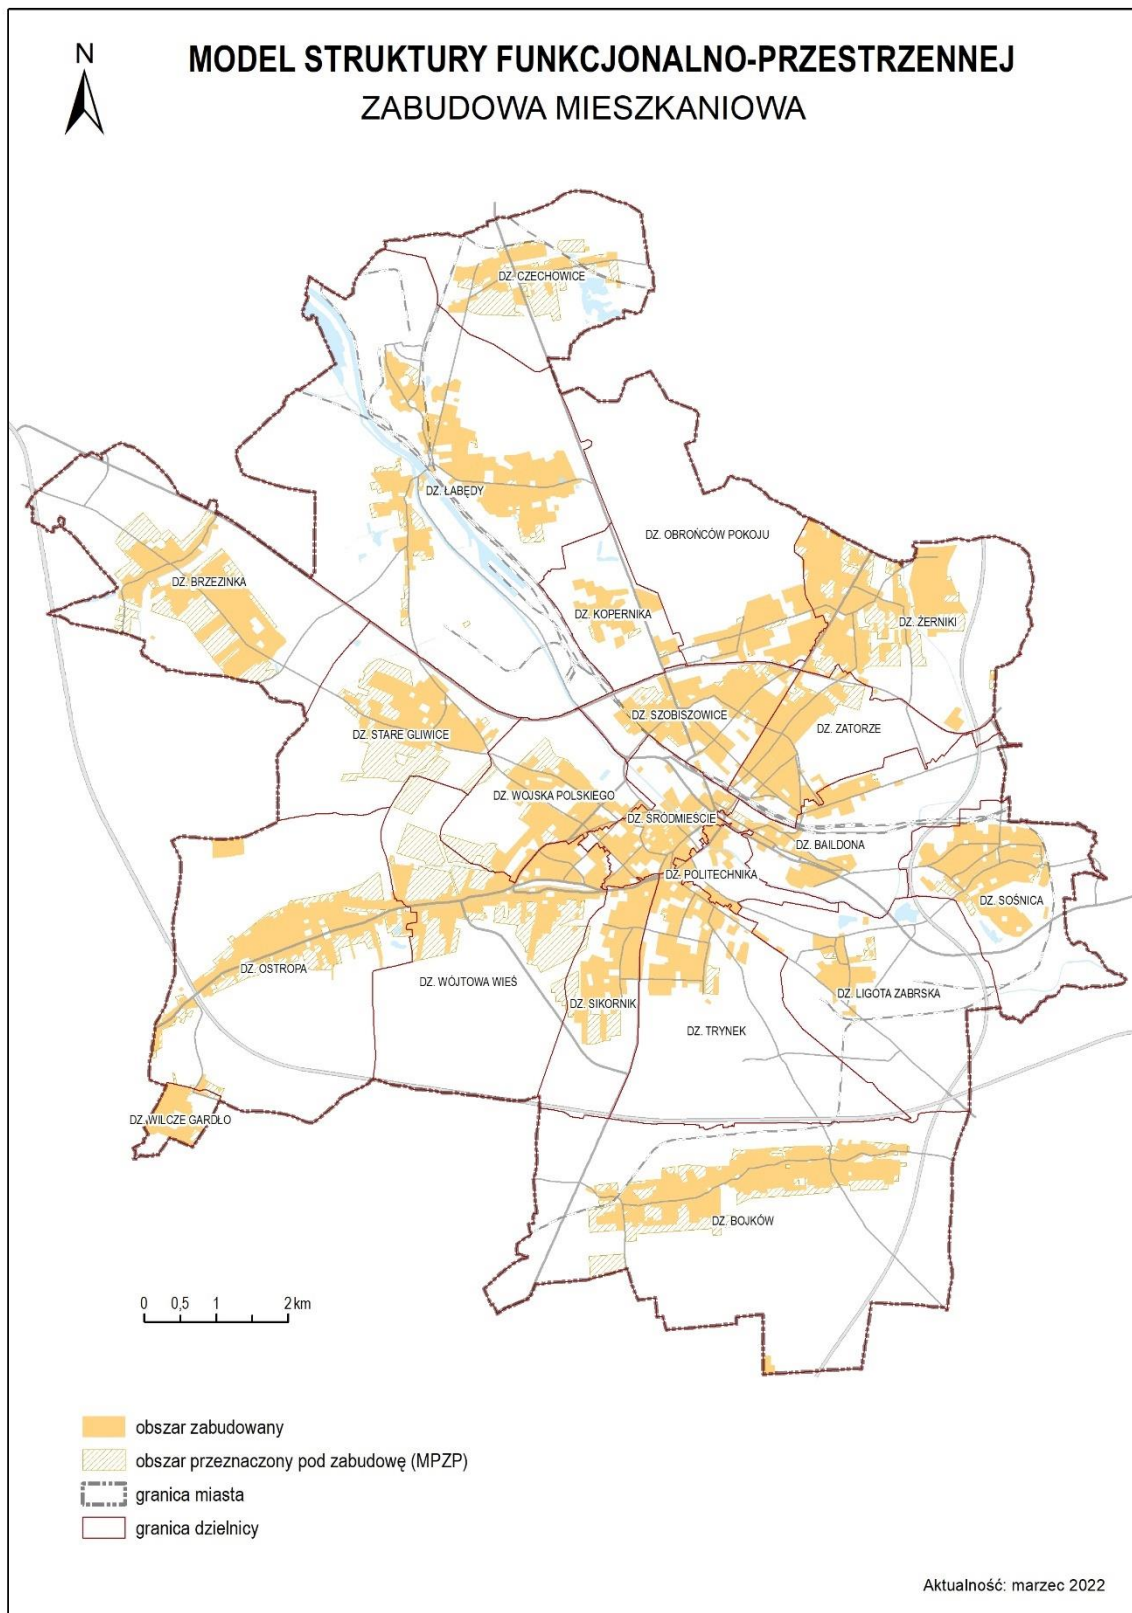 N
MODEL STRUKTURY FUNKCJONALNO-PRZESTRZENNEJ
ZABUDOWA MIESZKANIOWA
DZ. CZECHOWICE
DZ. ŁABĘDY
DZ. OBROŃCÓW POKOJU
DZ. BRZEZINKA
DZ. KOPERNIKA
DZ. ŻERNIKI
DZ. SZOBISZOWICE
DZ. ZATORZE
DZ. STARE GLIWICE
DZ. WOJSKA POLSKIEGO
DZ. ŚRÓDMIEŚCIE
DZ. BAILDONA
DZ. POLITECHNIKA
DZ. SOŚNICA
DZ. OSTROPA
DZ. WÓJTOWA WIEŚ
DZ. SIKORNIK
DZ. LIGOTA ZABRSKA
DZ. TRYNEK
DZ. WILCZE GARDŁO
DZ. BOJKÓW
0 0,5 1 2 km
obszar zabudowany
obszar przeznaczony pod zabudowę (MPZP)
granica miasta
granica dzielnicy
Aktualność: marzec 2022